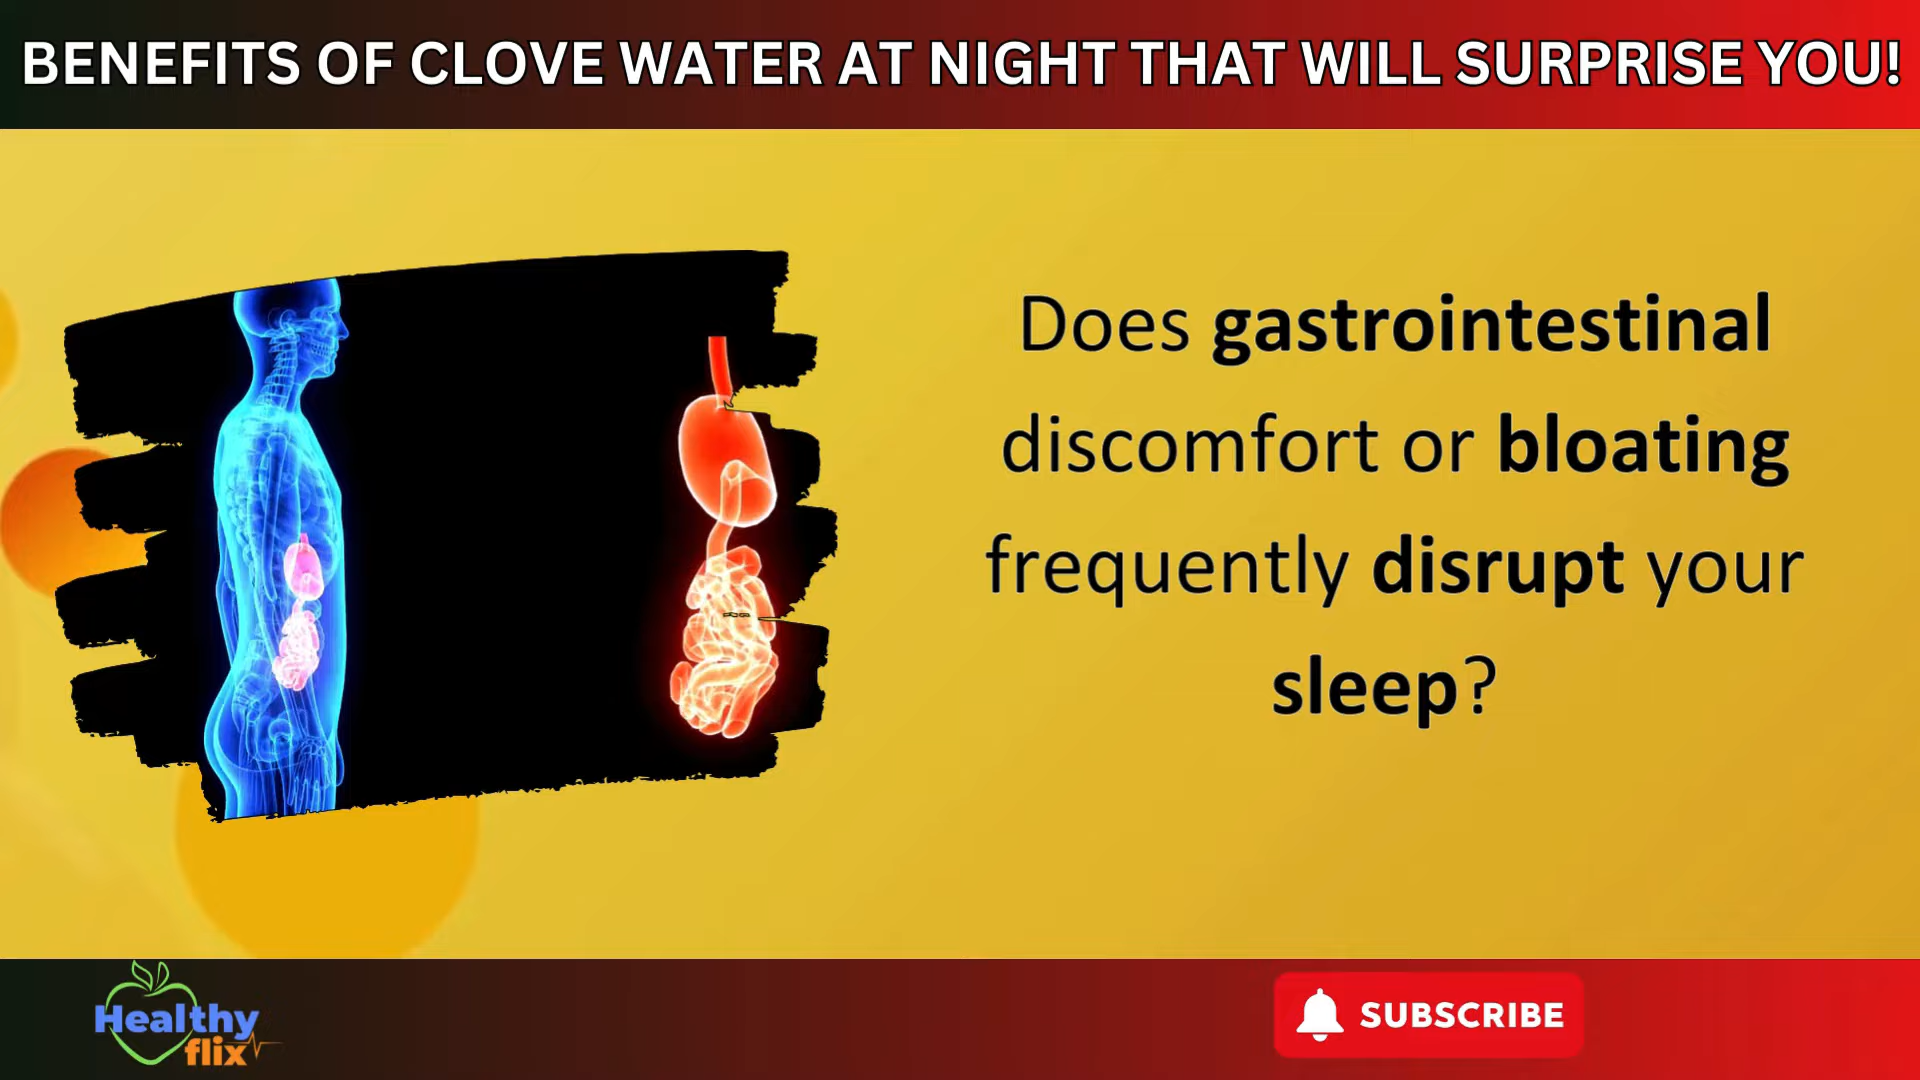 BENEFITS OF CLOVE WATER AT NIGHT THAT WILL SURPRISE YOU!
Does gastrointestinal
discomfort or bloating
frequently disrupt your
sleep?
Healthy
flix
SUBSCRIBE